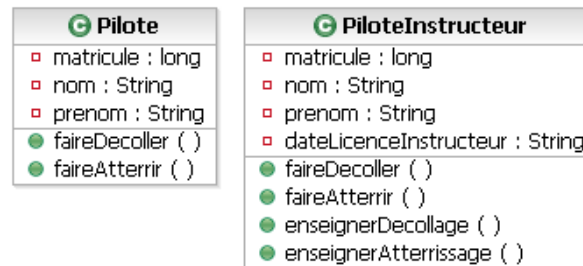 Pilote
matricule : long
nom : String
prenom : String
faireDecoller ( )
faireAtterrir ( )
PiloteInstructeur
matricule : long
nom : String
prenom : String
dateLicenceInstructeur : String
faireDecoller ( )
faireAtterrir ( )
enseignerDecollage ( )
enseignerAtterrissage ( )